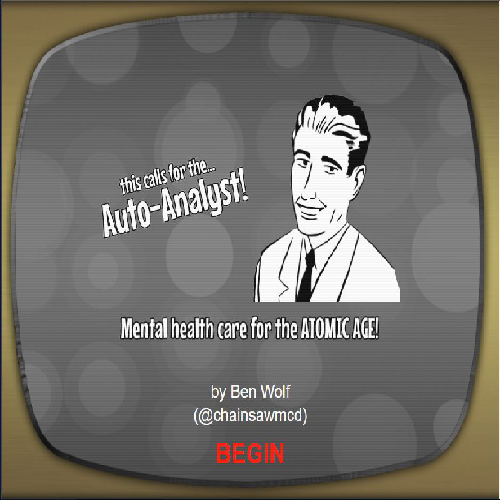 this calls for the...
Auto-Analyst!
Mental health care for the ATOMIC AGE!
by Ben Wolf
(@chainsawmcd)
BEGIN